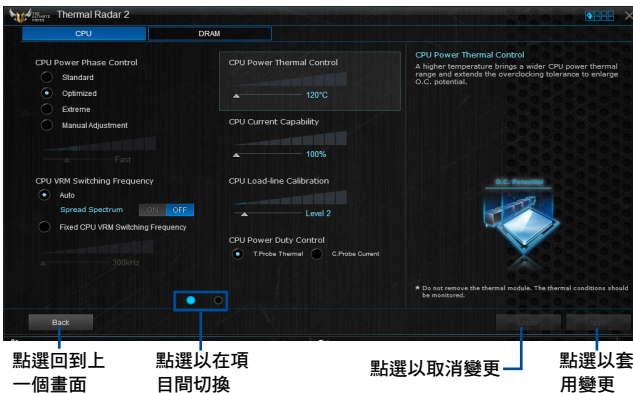 THE ULTIMATE FORCE
Thermal Radar 2
CPU
DRAM
CPU Power Phase Control
Standard
Optimized
Extreme
Manual Adjustment
Fast
CPU VRM Switching Frequency
Auto
Spread Spectrum ON OFF
Fixed CPU VRM Switching Frequency
300kHz
CPU Power Thermal Control
120°C
CPU Current Capability
100%
CPU Load-line Calibration
Level 2
CPU Power Duty Control
T.Probe Thermal
C.Probe Current
CPU Power Thermal Control
A higher temperature brings a wider CPU power thermal
range and extends the overclocking tolerance to enlarge
O.C. potential.
O.C. Potential
* Do not remove the thermal module. The thermal conditions should
be monitored.
Back
Undo
Apply
點選回到上
一個畫面
點選以在項
目間切換
點選以取消變更
點選以套
用變更